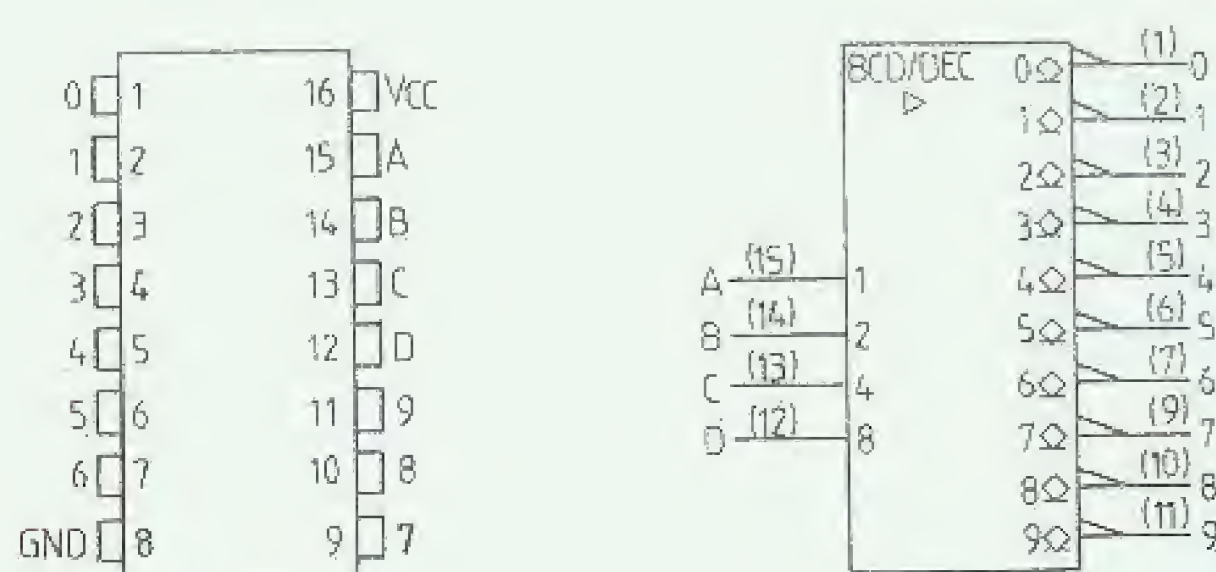 0 1 16 VCC
1 2 15 A
2 3 14 B
3 4 13 C
4 5 12 D
5 6 11 9
6 7 10 8
GND 8 9 7
BCD/DEC 0 (1) 0
1 (2) 1
2 (3) 2
3 (4) 3
A (15) 1 4 (5) 4
B (14) 2 5 (6) 5
C (13) 4 6 (7) 6
D (12) 8 7 (9) 7
8 (10) 8
9 (11) 9